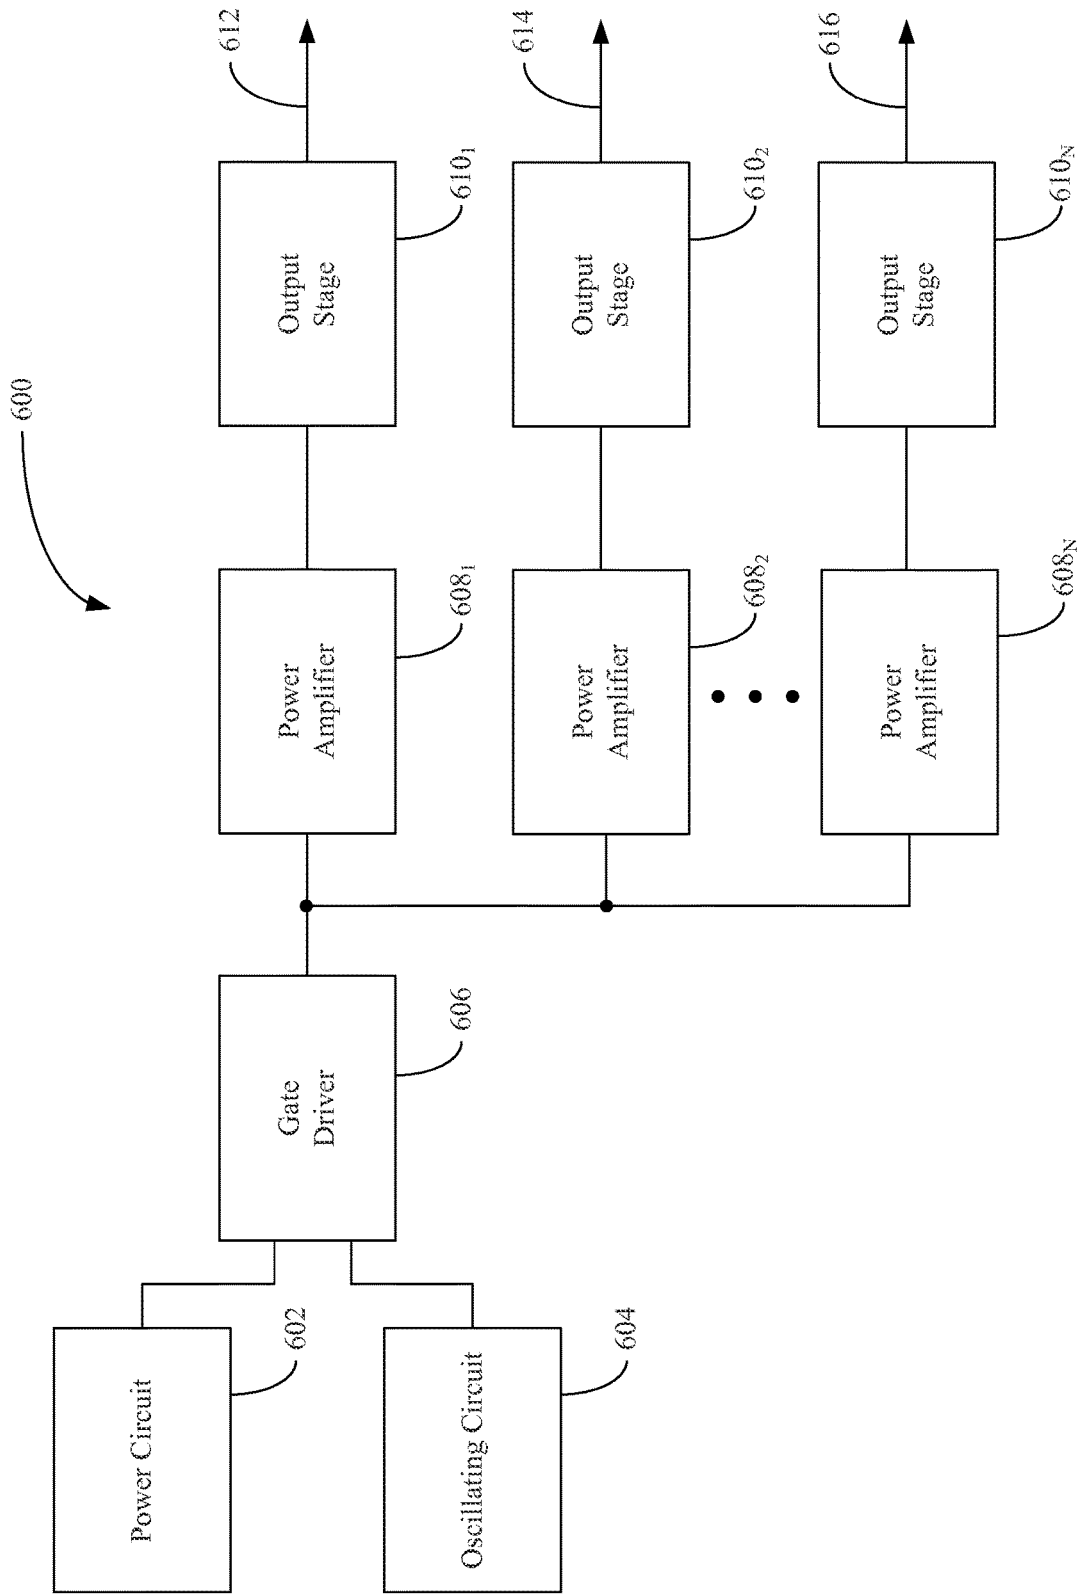 600
Power Circuit
602
Oscillating Circuit
604
Gate
Driver
606
Power
Amplifier
608₁
Output
Stage
610₁
612
Power
Amplifier
608₂
Output
Stage
610₂
614
Power
Amplifier
608N
Output
Stage
610N
616